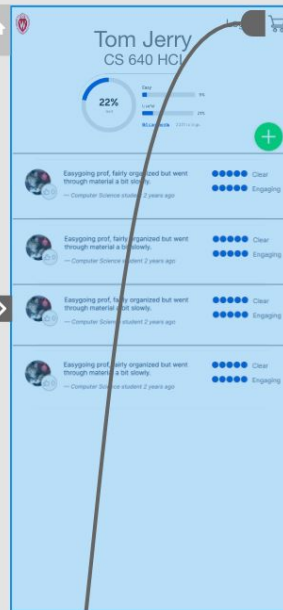 Tom Jerry
CS 640 HCI
22%
Easygoing prof, fairly organized but went
through material a bit slowly.
— Computer Science student 2 years ago
Clear
Engaging
Easygoing prof, fairly organized but went
through material a bit slowly.
— Computer Science student 2 years ago
Clear
Engaging
Easygoing prof, fairly organized but went
through material a bit slowly.
— Computer Science student 2 years ago
Clear
Engaging
Easygoing prof, fairly organized but went
through material a bit slowly.
— Computer Science student 2 years ago
Clear
Engaging